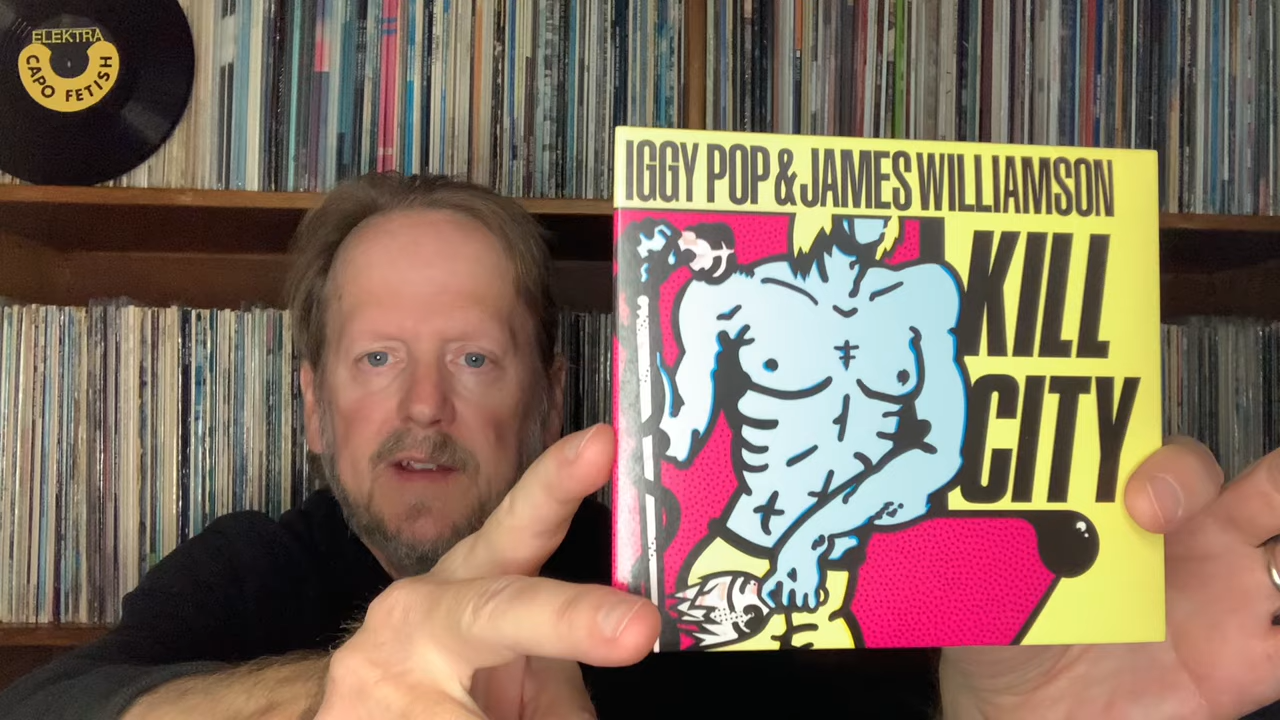 ELEKTRA
CAPO FETISH
IGGY POP & JAMES WILLIAMSON
KILL
CITY